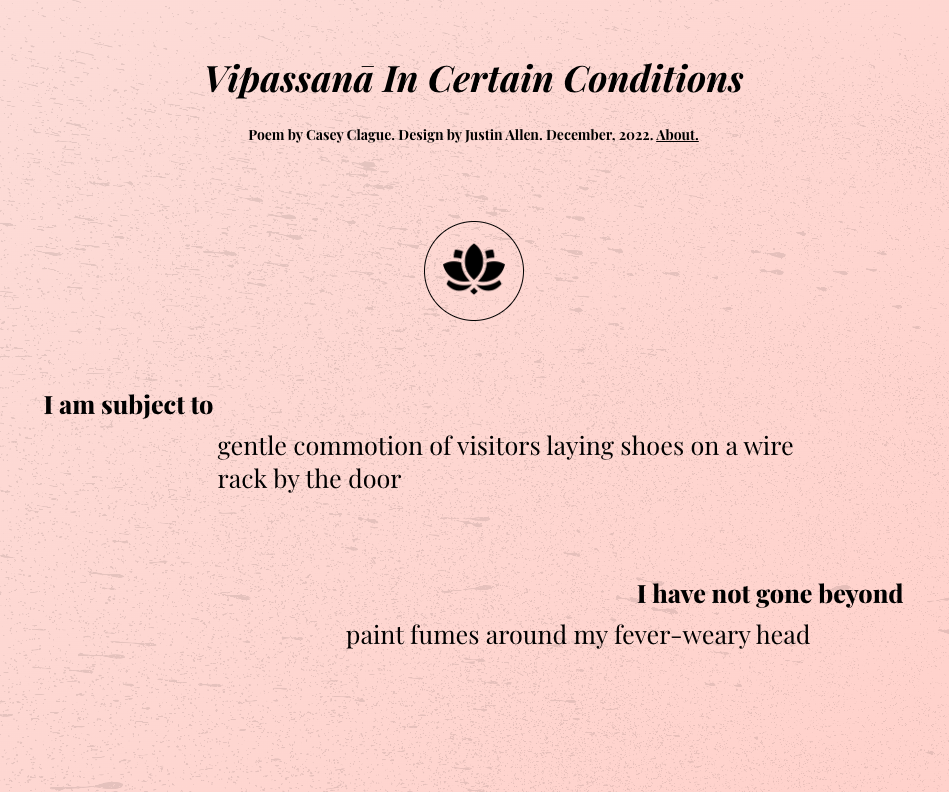 Vipassanā In Certain Conditions
Poem by Casey Clague. Design by Justin Allen. December, 2022. About.
I am subject to
gentle commotion of visitors laying shoes on a wire
rack by the door
I have not gone beyond
paint fumes around my fever-weary head